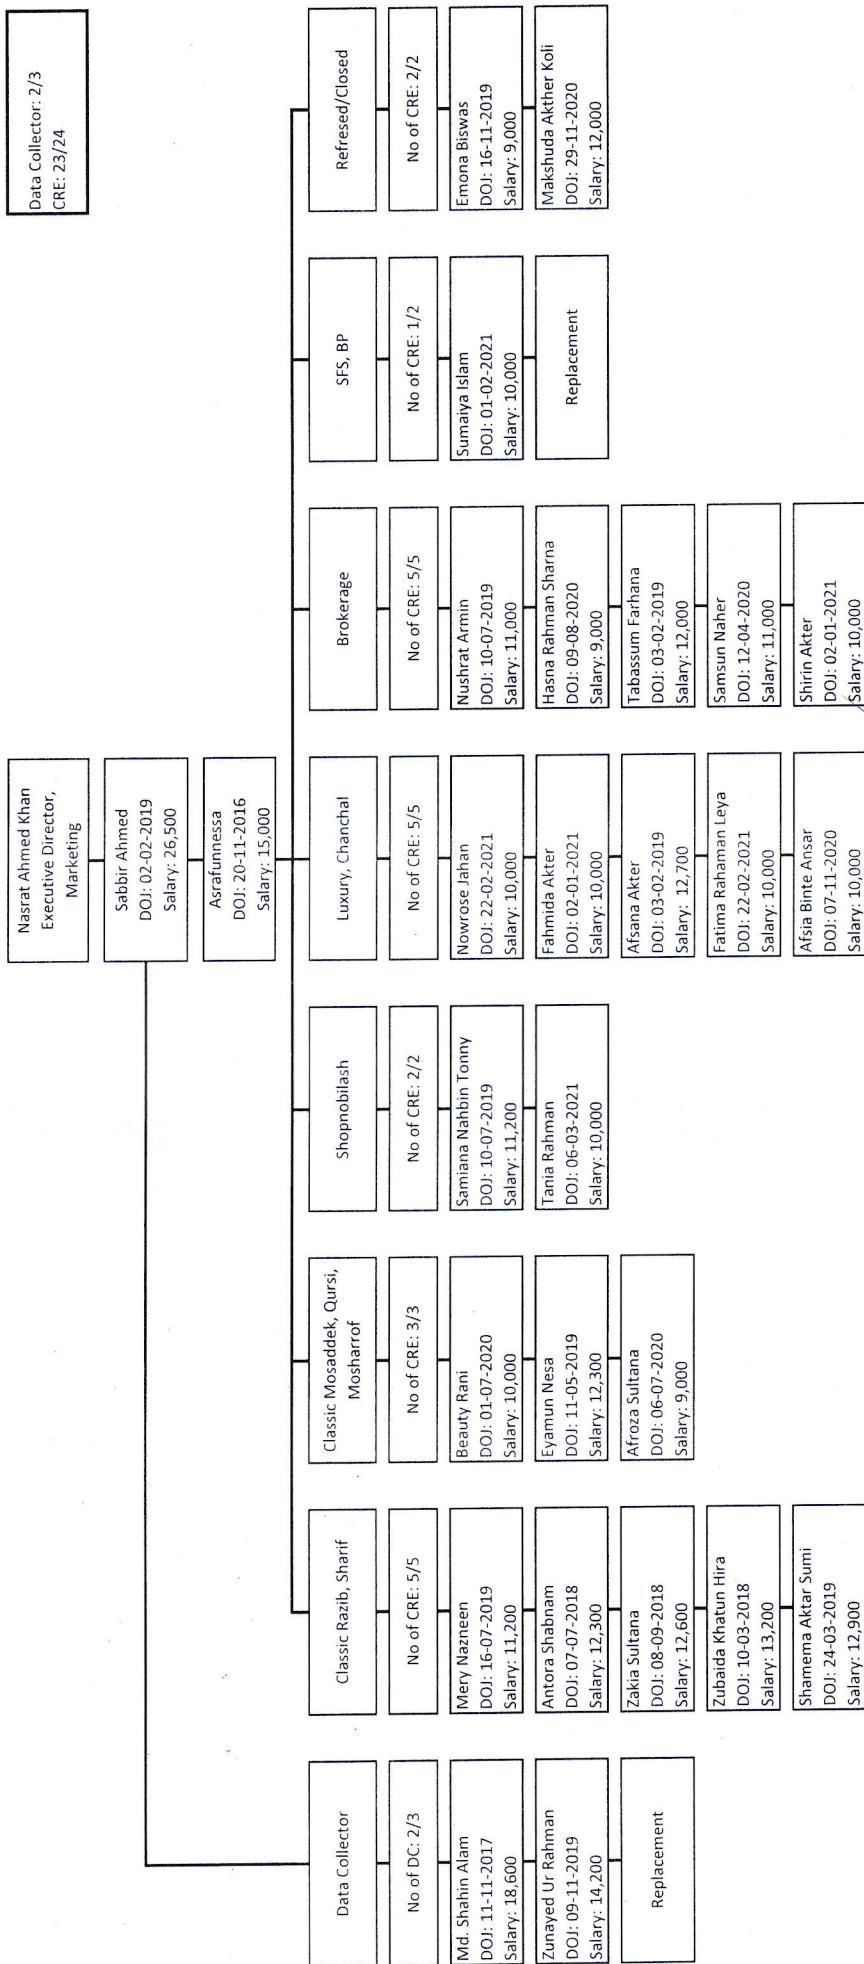 Data Collector: 2/3
CRE: 23/24
Nasrat Ahmed Khan
Executive Director,
Marketing
Sabbir Ahmed
DOJ: 02-02-2019
Salary: 26,500
Asrafunnessa
DOJ: 20-11-2016
Salary: 15,000
Data Collector
No of DC: 2/3
Md. Shahin Alam
DOJ: 11-11-2017
Salary: 18,600
Zunayed Ur Rahman
DOJ: 09-11-2019
Salary: 14,200
Replacement
Classic Razib, Sharif
No of CRE: 5/5
Mery Nazneen
DOJ: 16-07-2019
Salary: 11,200
Antora Shabnam
DOJ: 07-07-2018
Salary: 12,300
Zakia Sultana
DOJ: 08-09-2018
Salary: 12,600
Zubaida Khatun Hira
DOJ: 10-03-2018
Salary: 13,200
Shamema Aktar Sumi
DOJ: 24-03-2019
Salary: 12,900
Classic Mosaddek, Qursi,
Mosharrof
No of CRE: 3/3
Beauty Rani
DOJ: 01-07-2020
Salary: 10,000
Eyamun Nesa
DOJ: 11-05-2019
Salary: 12,300
Afroza Sultana
DOJ: 06-07-2020
Salary: 9,000
Shopnobilash
No of CRE: 2/2
Samiana Nahbin Tonny
DOJ: 10-07-2019
Salary: 11,200
Tania Rahman
DOJ: 06-03-2021
Salary: 10,000
Luxury, Chanchal
No of CRE: 5/5
Nowrose Jahan
DOJ: 22-02-2021
Salary: 10,000
Fahmida Akter
DOJ: 02-01-2021
Salary: 10,000
Afsana Akter
DOJ: 03-02-2019
Salary: 12,700
Fatima Rahaman Leya
DOJ: 22-02-2021
Salary: 10,000
Afsia Binte Ansar
DOJ: 07-11-2020
Salary: 10,000
Brokerage
No of CRE: 5/5
Nushrat Armin
DOJ: 10-07-2019
Salary: 11,000
Hasna Rahman Sharna
DOJ: 09-08-2020
Salary: 9,000
Tabassum Farhana
DOJ: 03-02-2019
Salary: 12,000
Samsun Naher
DOJ: 12-04-2020
Salary: 11,000
Shirin Akter
DOJ: 02-01-2021
Salary: 10,000
SFS, BP
No of CRE: 1/2
Sumaiya Islam
DOJ: 01-02-2021
Salary: 10,000
Replacement
Refresed/Closed
No of CRE: 2/2
Emona Biswas
DOJ: 16-11-2019
Salary: 9,000
Makshuda Akther Koli
DOJ: 29-11-2020
Salary: 12,000